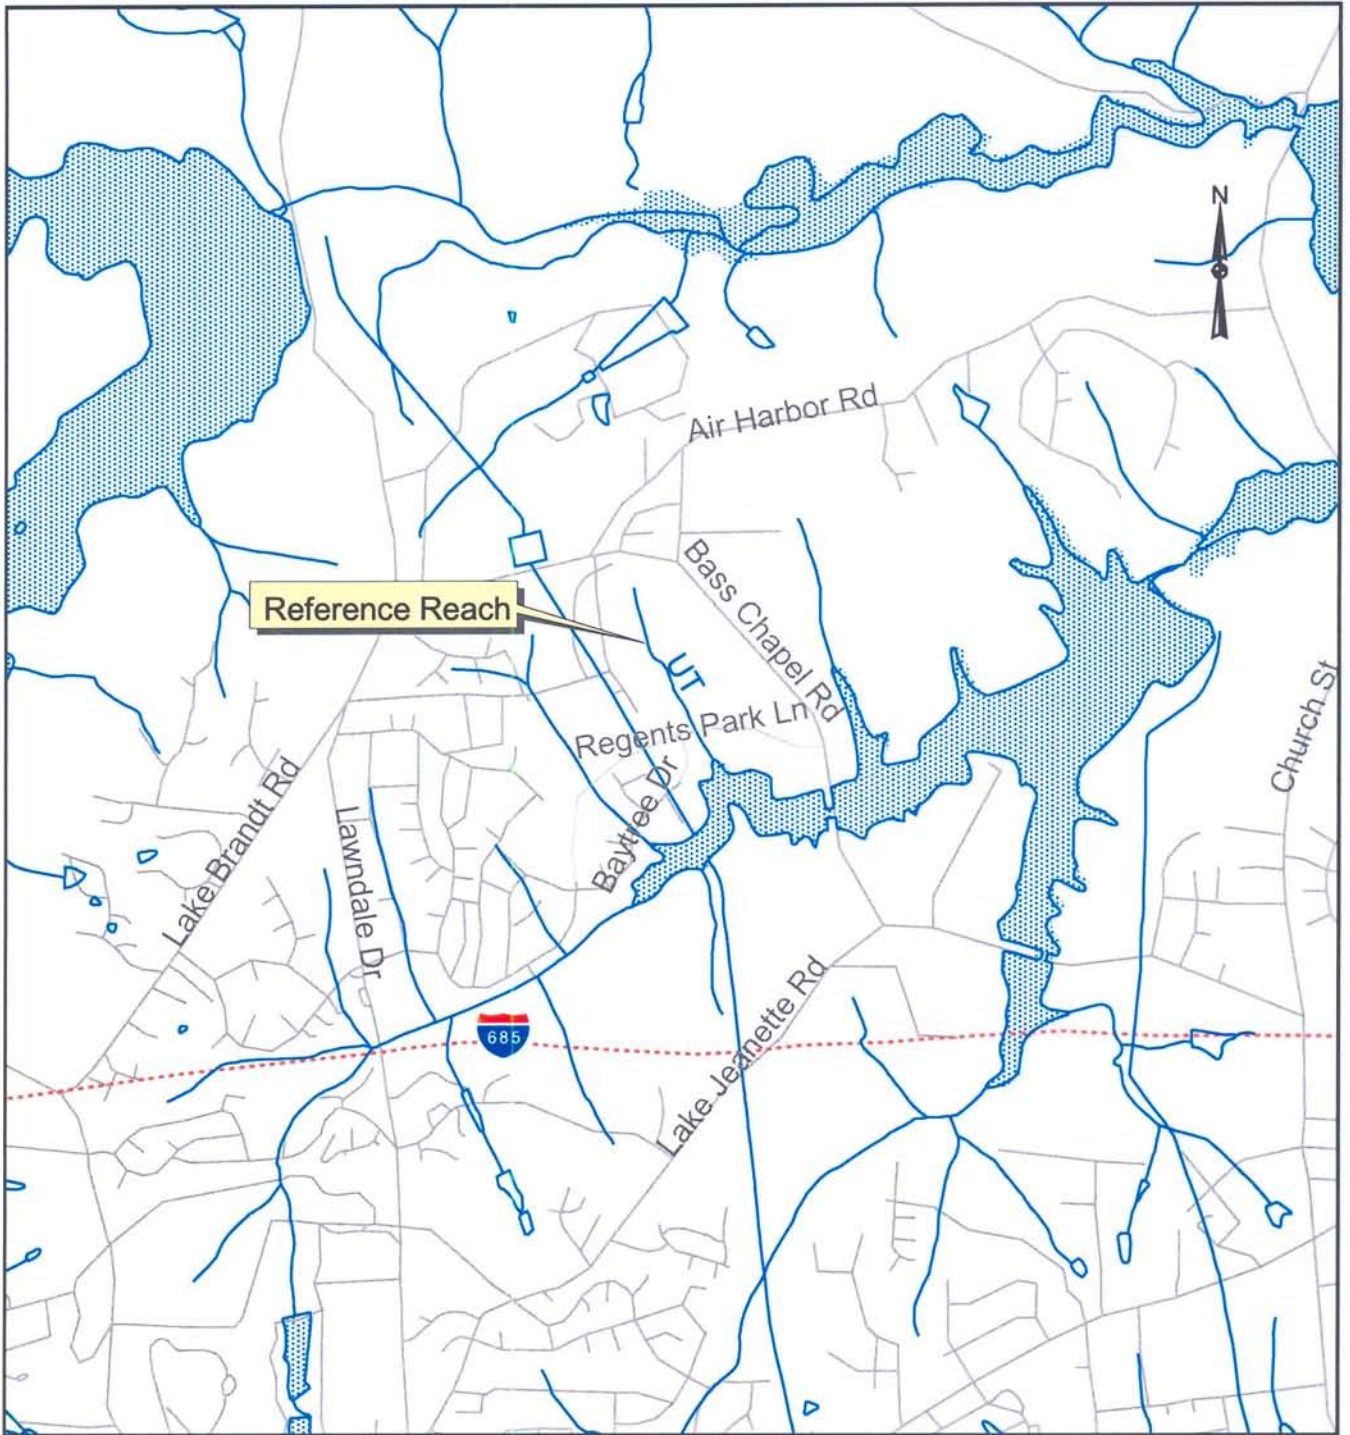 N
Air Harbor Rd
Bass Chapel Rd
Reference Reach
UT
Regents Park Ln
Church St
Baytree Dr
Lake Brandt Rd
Lawndale Dr
Lake Jeanette Rd
685